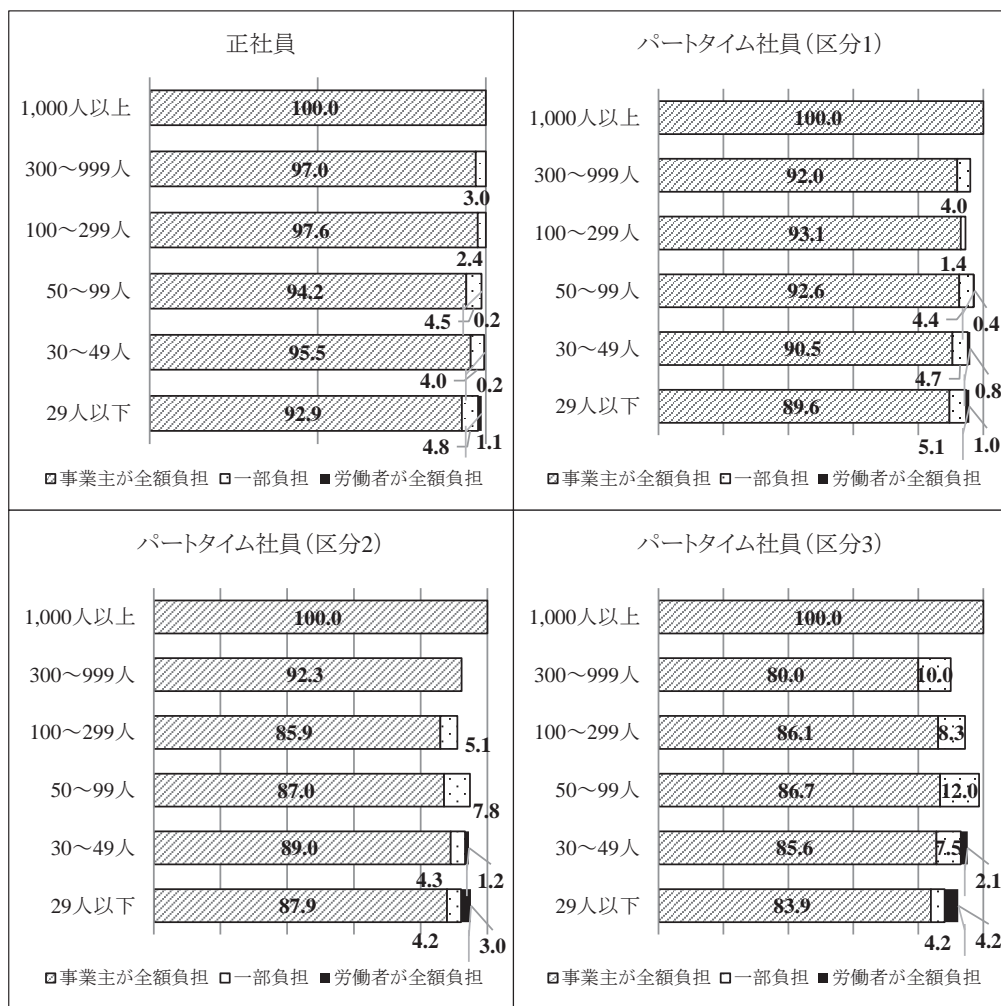 正社員
1,000人以上 100.0
300～999人 97.0 3.0
100～299人 97.6 2.4
50～99人 94.2 4.5 0.2
30～49人 95.5 4.0 0.2
29人以下 92.9 4.8 1.1
事業主が全額負担 一部負担 労働者が全額負担
パートタイム社員（区分1）
1,000人以上 100.0
300～999人 92.0 4.0
100～299人 93.1 1.4
50～99人 92.6 4.4 0.4
30～49人 90.5 4.7 0.8
29人以下 89.6 5.1 1.0
事業主が全額負担 一部負担 労働者が全額負担
パートタイム社員（区分2）
1,000人以上 100.0
300～999人 92.3
100～299人 85.9 5.1
50～99人 87.0 7.8
30～49人 89.0 4.3 1.2
29人以下 87.9 4.2 3.0
事業主が全額負担 一部負担 労働者が全額負担
パートタイム社員（区分3）
1,000人以上 100.0
300～999人 80.0 10.0
100～299人 86.1 8.3
50～99人 86.7 12.0
30～49人 85.6 7.5 2.1
29人以下 83.9 4.2 4.2
事業主が全額負担 一部負担 労働者が全額負担